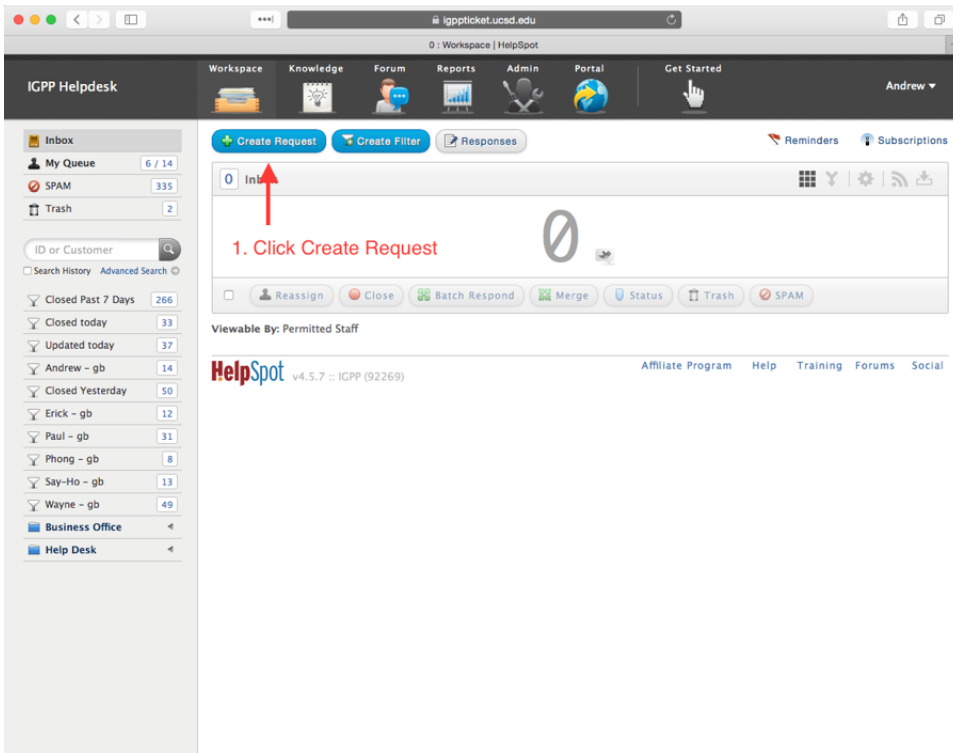 igppticket.ucsd.edu
0 : Workspace | HelpSpot
IGPP Helpdesk
Workspace Knowledge Forum Reports Admin Portal Get Started
Andrew
Inbox
My Queue 6 / 14
SPAM 335
Trash 2
ID or Customer
Search History Advanced Search
Closed Past 7 Days 266
Closed today 33
Updated today 37
Andrew – gb 14
Closed Yesterday 50
Erick – gb 12
Paul – gb 31
Phong – gb 8
Say-Ho – gb 13
Wayne – gb 49
Business Office
Help Desk
Create Request Create Filter Responses
Reminders Subscriptions
0 Inbox
0
1. Click Create Request
Reassign Close Batch Respond Merge Status Trash SPAM
Viewable By: Permitted Staff
HelpSpot v4.5.7 :: IGPP (92269)
Affiliate Program Help Training Forums Social